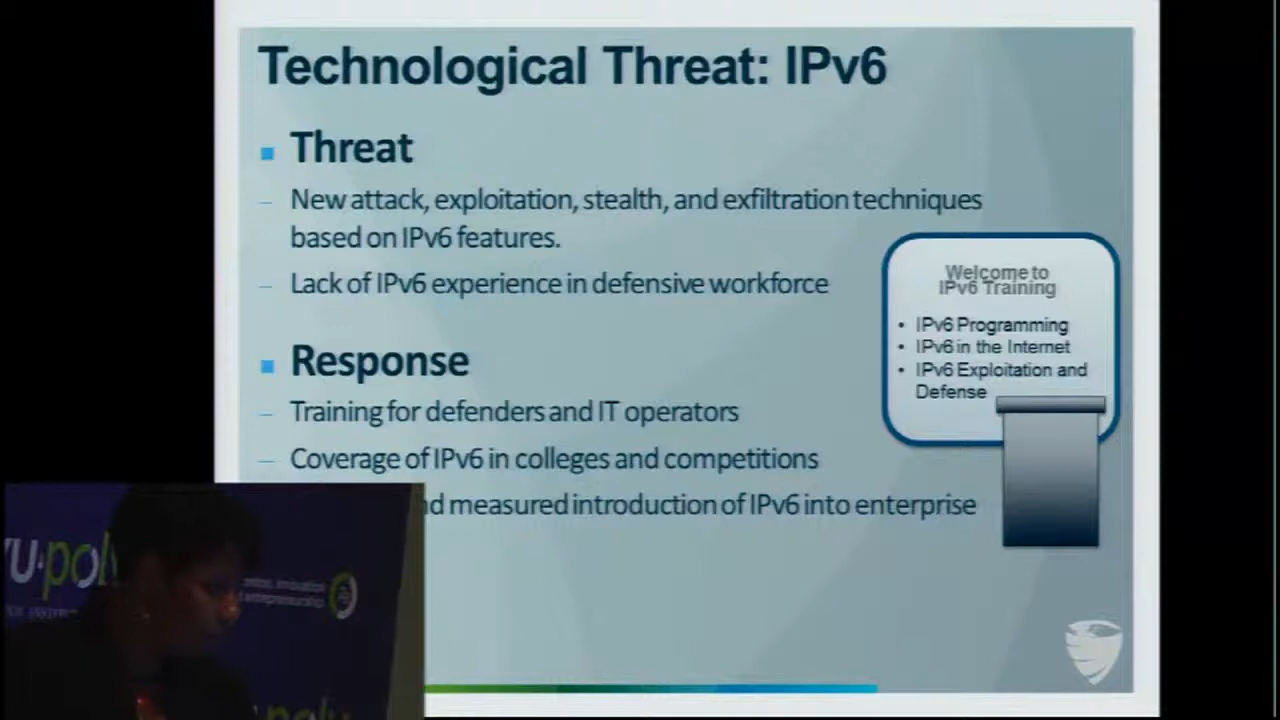 Technological Threat: IPv6
Threat
New attack, exploitation, stealth, and exfiltration techniques
based on IPv6 features.
Lack of IPv6 experience in defensive workforce
Welcome to
IPv6 Training
• IPv6 Programming
• IPv6 in the Internet
• IPv6 Exploitation and
Defense
Response
Training for defenders and IT operators
Coverage of IPv6 in colleges and competitions
measured introduction of IPv6 into enterprise
poly